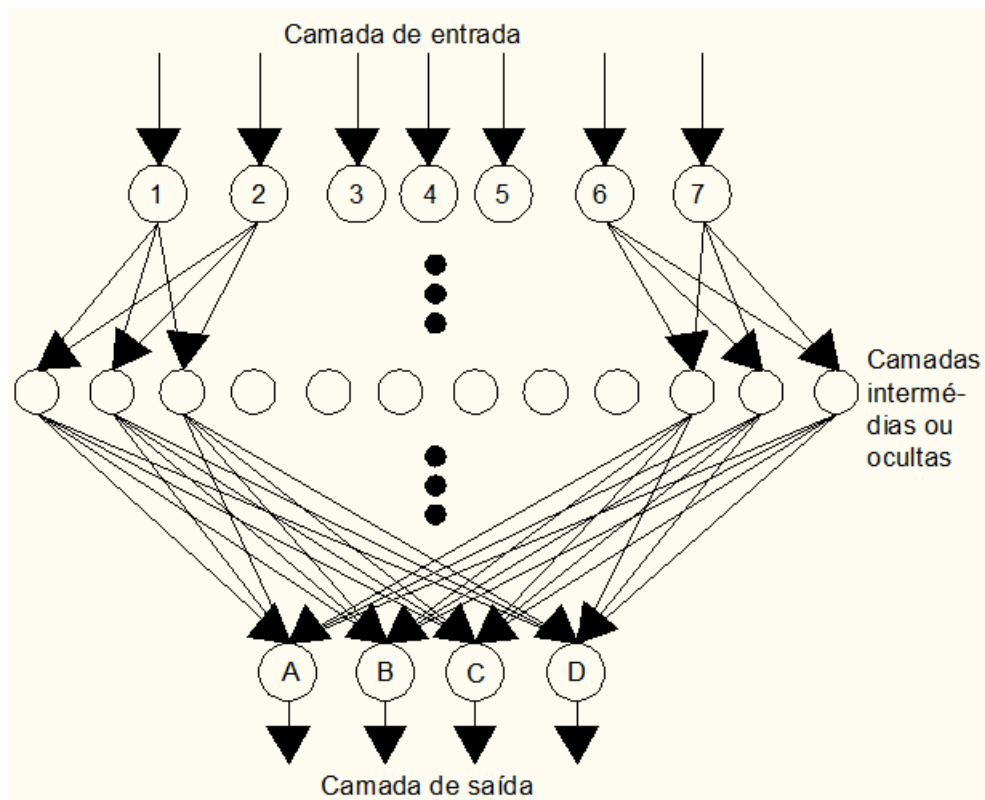 Camada de entrada
1 2 3 4 5 6 7
Camadas
intermé-
dias ou
ocultas
A B C D
Camada de saída